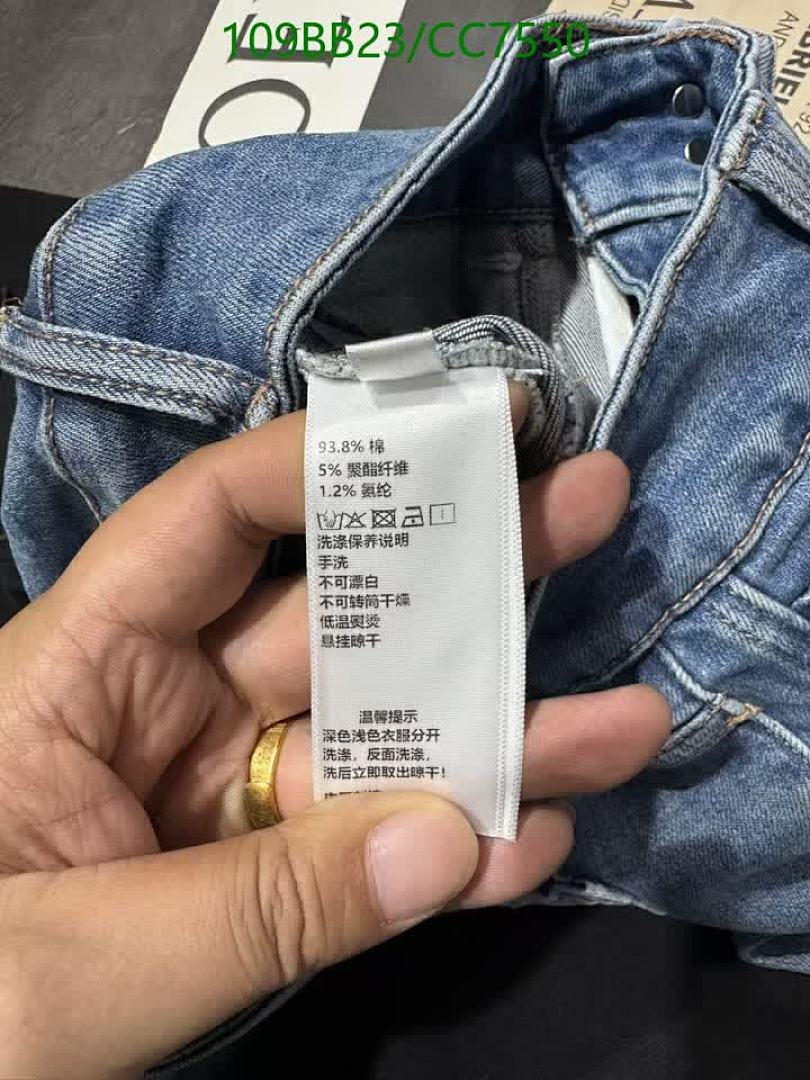 109BB23/CC7550
93.8% 棉
5% 聚酯纤维
1.2% 氨纶
洗涤保养说明
手洗
不可漂白
不可转筒干燥
低温熨烫
悬挂晾干
温馨提示
深色浅色衣服分开
洗涤，反面洗涤，
洗后立即取出晾干！